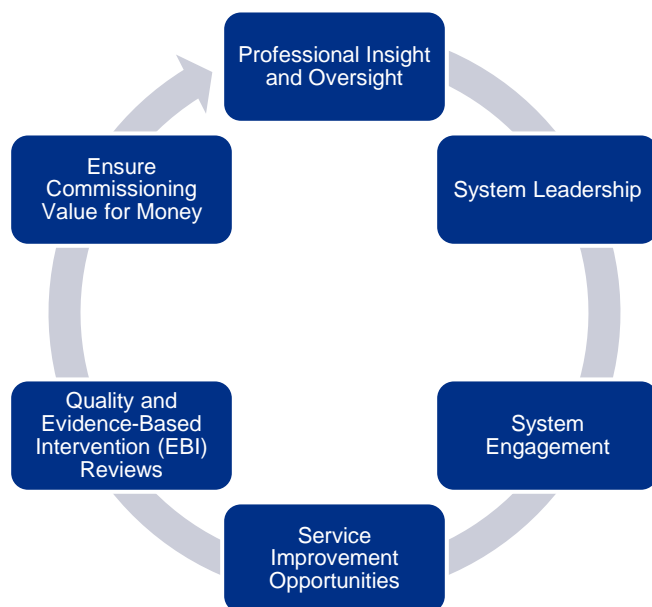 Professional Insight
and Oversight
System Leadership
System
Engagement
Service
Improvement
Opportunities
Quality and
Evidence-Based
Intervention (EBI)
Reviews
Ensure
Commissioning
Value for Money